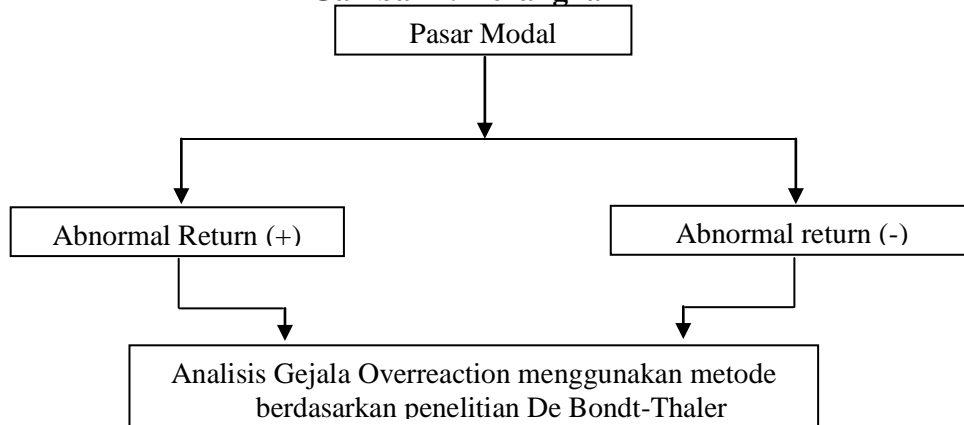 Pasar Modal
Abnormal Return (+)
Abnormal return (-)
Analisis Gejala Overreaction menggunakan metode
berdasarkan penelitian De Bondt-Thaler